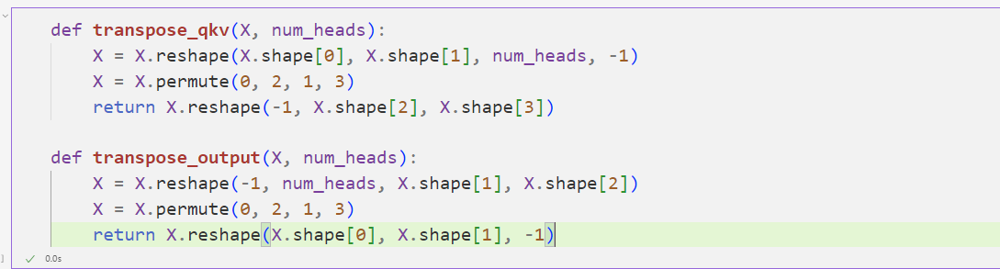 def transpose_qkv(X, num_heads):
    X = X.reshape(X.shape[0], X.shape[1], num_heads, -1)
    X = X.permute(0, 2, 1, 3)
    return X.reshape(-1, X.shape[2], X.shape[3])

def transpose_output(X, num_heads):
    X = X.reshape(-1, num_heads, X.shape[1], X.shape[2])
    X = X.permute(0, 2, 1, 3)
    return X.reshape(X.shape[0], X.shape[1], -1)
] ✓ 0.0s